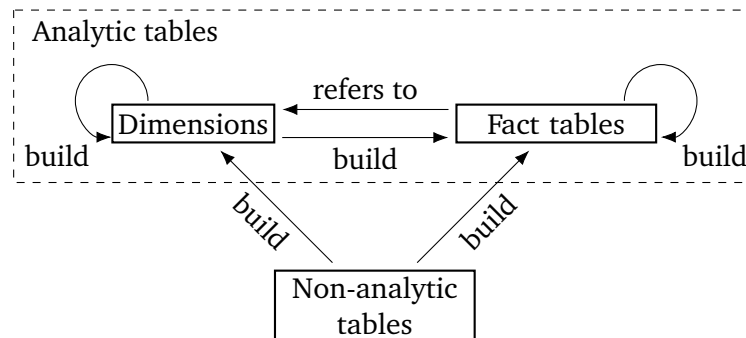 Analytic tables
refers to
Dimensions
Fact tables
build
build
build
build
build
Non-analytic
tables